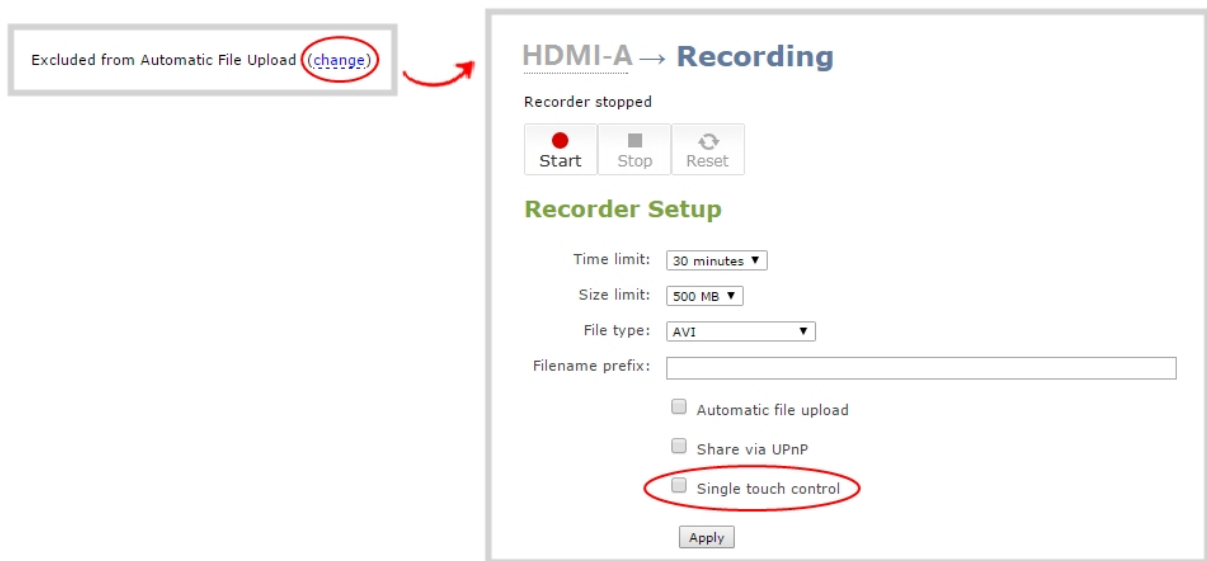 Excluded from Automatic File Upload (change)
HDMI-A → Recording
Recorder stopped
Start Stop Reset
Recorder Setup
Time limit: 30 minutes ▼
Size limit: 500 MB ▼
File type: AVI ▼
Filename prefix:
Automatic file upload
Share via UPnP
Single touch control
Apply